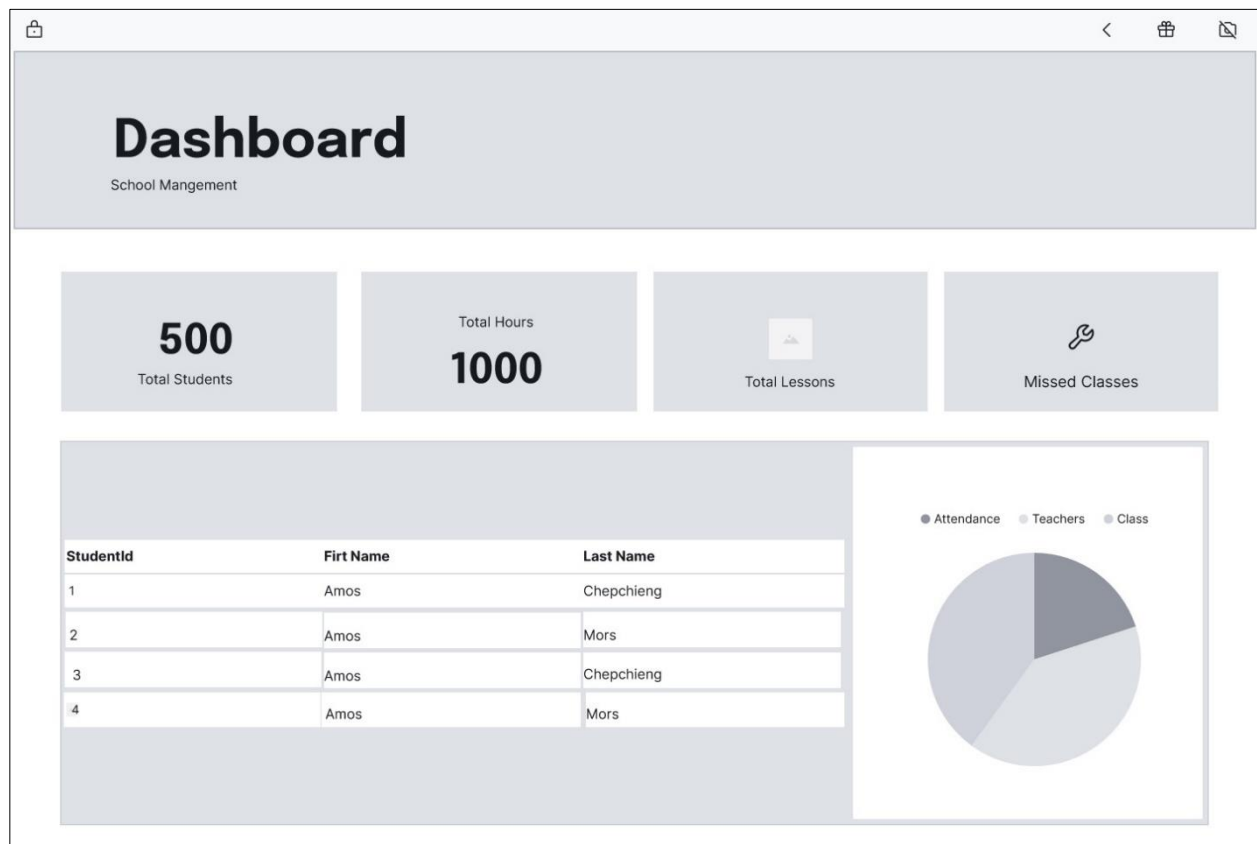 Dashboard
School Mangement
500
Total Students
Total Hours
1000
Total Lessons
Missed Classes
StudentId Firt Name Last Name
1 Amos Chepchieng
2 Amos Mors
3 Amos Chepchieng
4 Amos Mors
Attendance Teachers Class